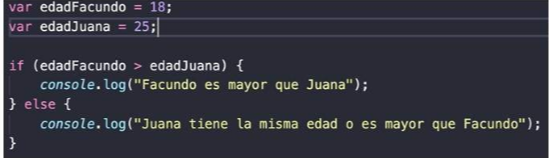 var edadFacundo = 18;
var edadJuana = 25;
if (edadFacundo > edadJuana) {
console.log("Facundo es mayor que Juana");
} else {
console.log("Juana tiene la misma edad o es mayor que Facundo");
}